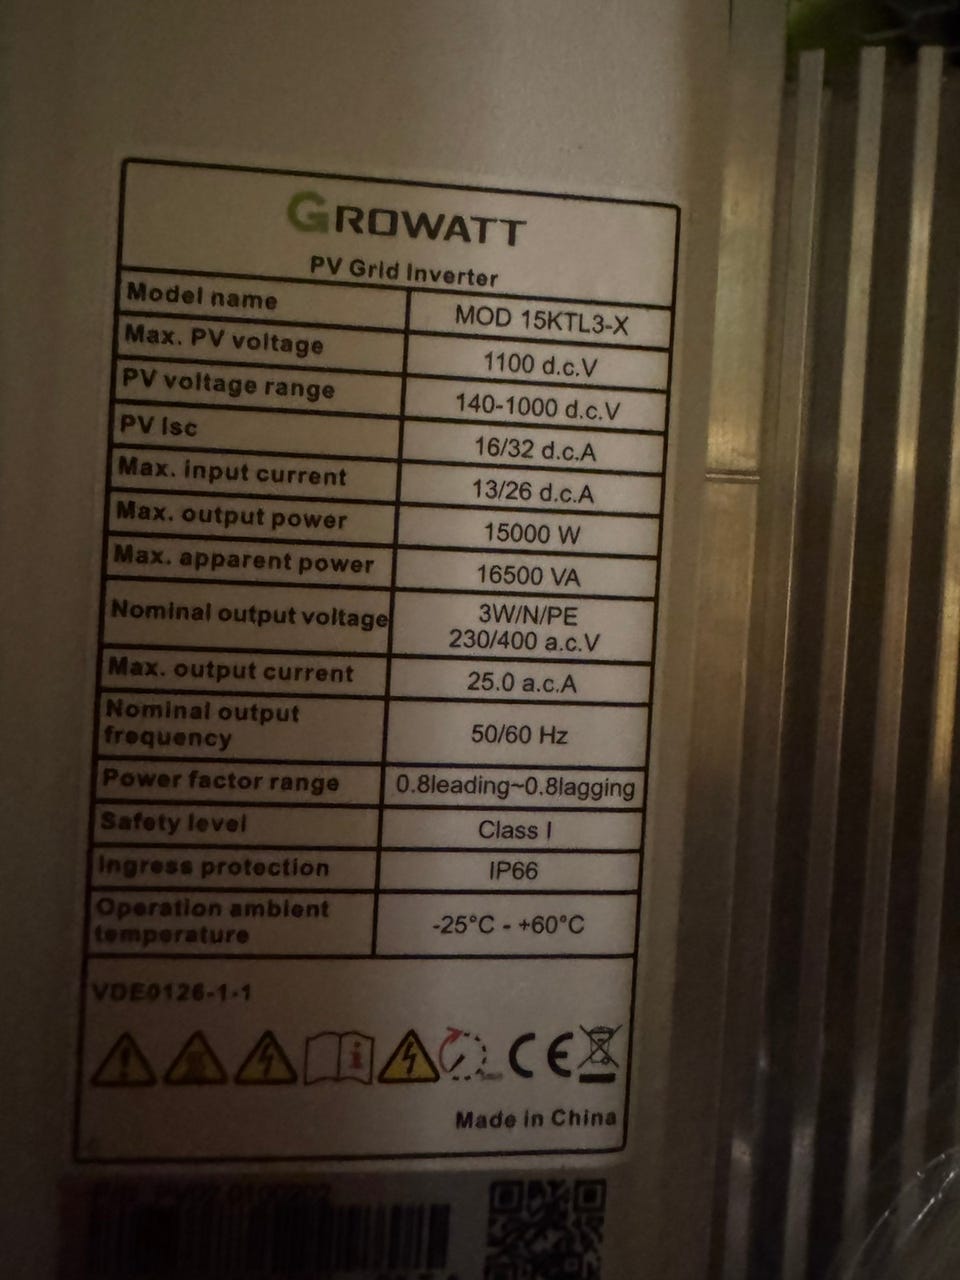 GROWATT
PV Grid Inverter
Model name MOD 15KTL3-X
Max. PV voltage 1100 d.c.V
PV voltage range 140-1000 d.c.V
PV Isc 16/32 d.c.A
Max. input current 13/26 d.c.A
Max. output power 15000 W
Max. apparent power 16500 VA
Nominal output voltage 3W/N/PE
230/400 a.c.V
Max. output current 25.0 a.c.A
Nominal output
frequency 50/60 Hz
Power factor range 0.8leading~0.8lagging
Safety level Class I
Ingress protection IP66
Operation ambient
temperature -25°C - +60°C
VDE0126-1-1
CE
Made in China